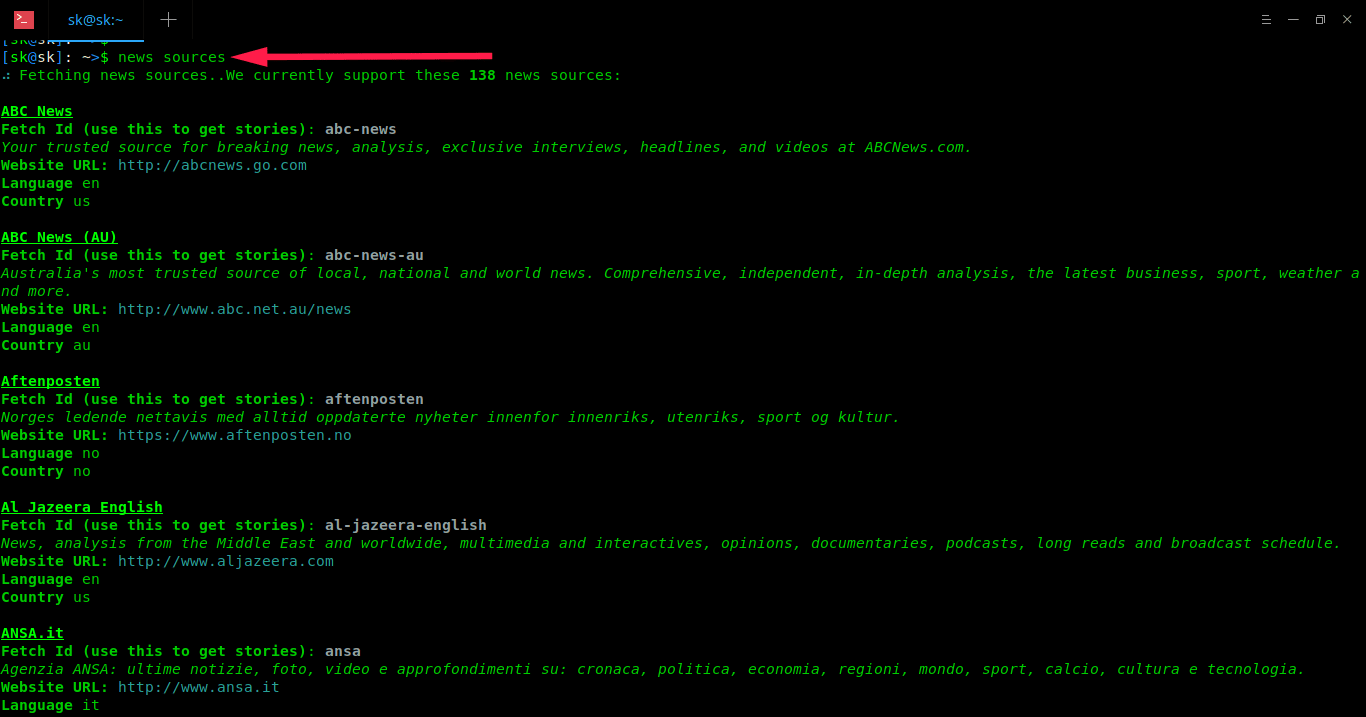 sk@sk:~
[sk@sk]: ~>$
[sk@sk]: ~>$ news sources
Fetching news sources..We currently support these 138 news sources:
ABC News
Fetch Id (use this to get stories): abc-news
Your trusted source for breaking news, analysis, exclusive interviews, headlines, and videos at ABCNews.com.
Website URL: http://abcnews.go.com
Language en
Country us
ABC News (AU)
Fetch Id (use this to get stories): abc-news-au
Australia's most trusted source of local, national and world news. Comprehensive, independent, in-depth analysis, the latest business, sport, weather a
nd more.
Website URL: http://www.abc.net.au/news
Language en
Country au
Aftenposten
Fetch Id (use this to get stories): aftenposten
Norges ledende nettavis med alltid oppdaterte nyheter innenfor innenriks, utenriks, sport og kultur.
Website URL: https://www.aftenposten.no
Language no
Country no
Al Jazeera English
Fetch Id (use this to get stories): al-jazeera-english
News, analysis from the Middle East and worldwide, multimedia and interactives, opinions, documentaries, podcasts, long reads and broadcast schedule.
Website URL: http://www.aljazeera.com
Language en
Country us
ANSA.it
Fetch Id (use this to get stories): ansa
Agenzia ANSA: ultime notizie, foto, video e approfondimenti su: cronaca, politica, economia, regioni, mondo, sport, calcio, cultura e tecnologia.
Website URL: http://www.ansa.it
Language it